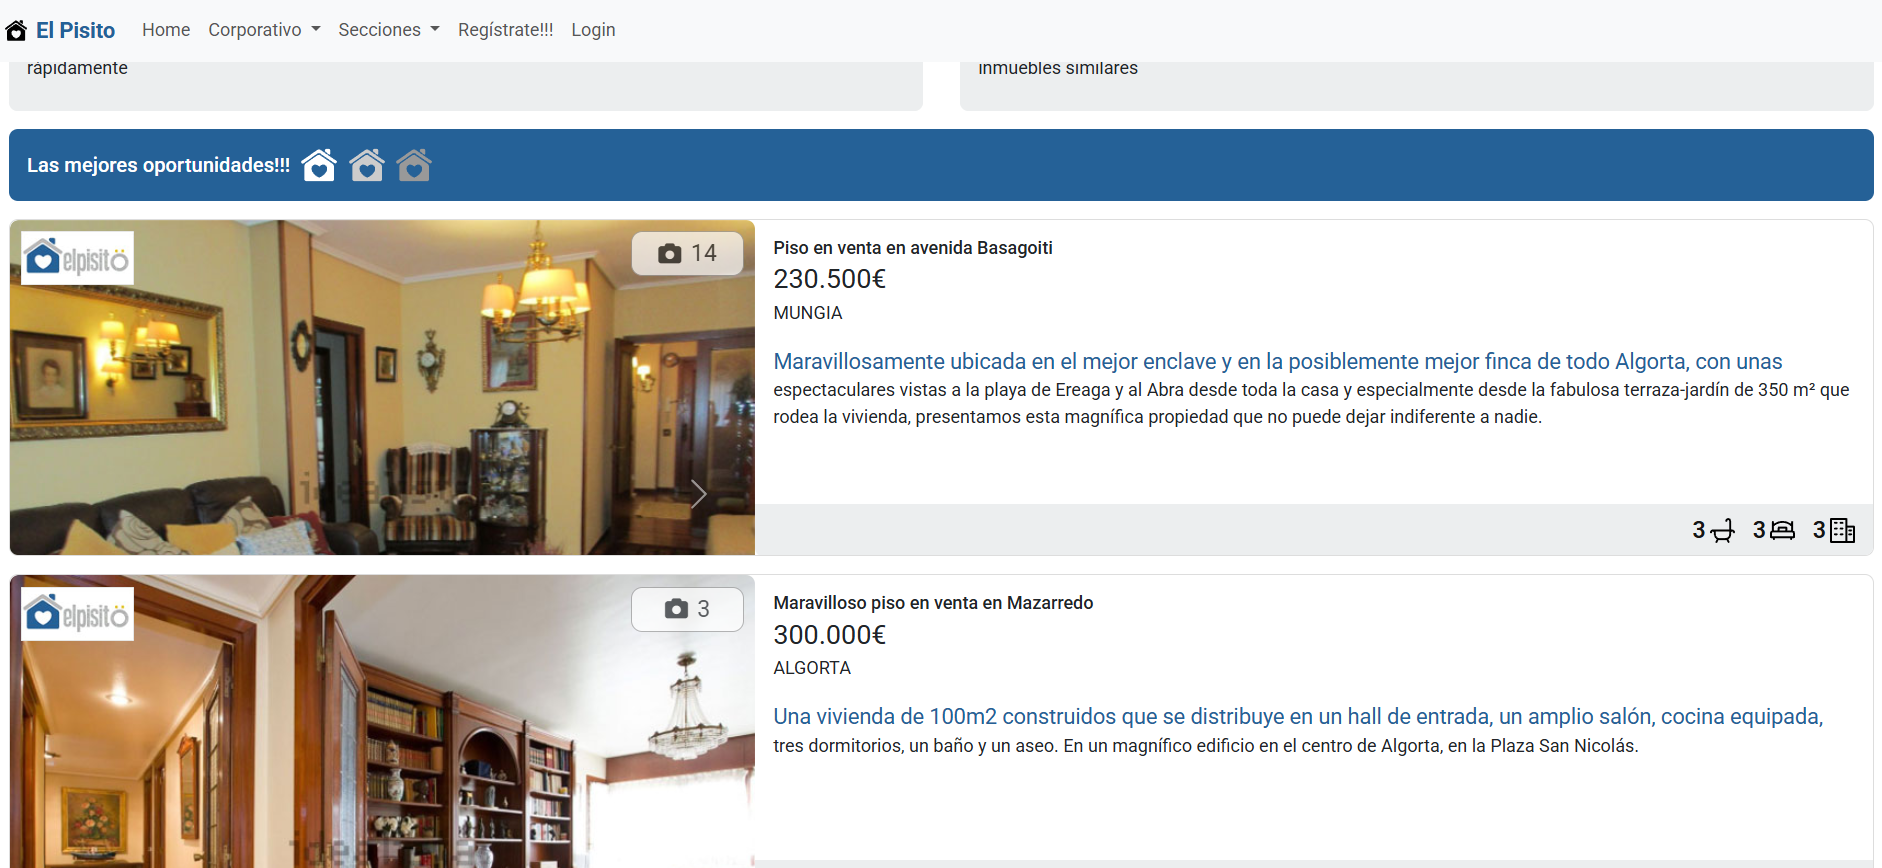 El Pisito Home Corporativo Secciones Regístrate!!! Login
rápidamente
inmuebles similares
Las mejores oportunidades!!!
elpisitö
14
Piso en venta en avenida Basagoiti
230.500€
MUNGIA
Maravillosamente ubicada en el mejor enclave y en la posiblemente mejor finca de todo Algorta, con unas
espectaculares vistas a la playa de Ereaga y al Abra desde toda la casa y especialmente desde la fabulosa terraza-jardín de 350 m² que
rodea la vivienda, presentamos esta magnífica propiedad que no puede dejar indiferente a nadie.
idealista
3 3 3
elpisitö
3
Maravilloso piso en venta en Mazarredo
300.000€
ALGORTA
Una vivienda de 100m2 construidos que se distribuye en un hall de entrada, un amplio salón, cocina equipada,
tres dormitorios, un baño y un aseo. En un magnífico edificio en el centro de Algorta, en la Plaza San Nicolás.